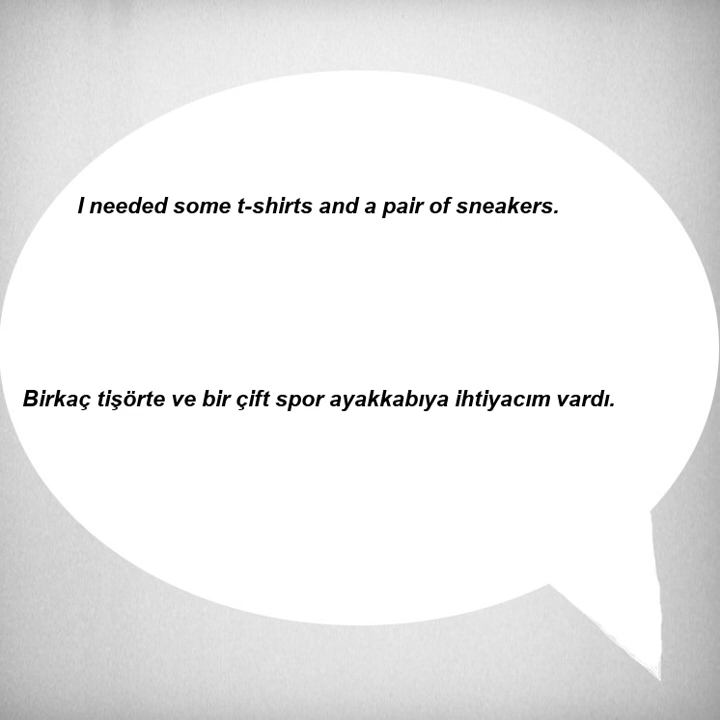 I needed some t-shirts and a pair of sneakers.
Birkaç tişörte ve bir çift spor ayakkabıya ihtiyacım vardı.